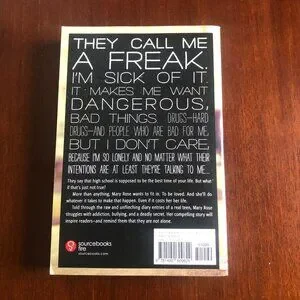 THEY CALL ME
A FREAK.
I'M SICK OF IT.
IT MAKES ME WANT
DANGEROUS,
BAD THINGS. DRUGS—HARD
DRUGS—AND PEOPLE WHO ARE BAD FOR ME,
BUT I DON'T CARE,
BECAUSE I'M SO LONELY AND NO MATTER WHAT THEIR
INTENTIONS ARE AT LEAST THEY'RE TALKING TO ME...
They say that high school is supposed to be the best time of your life. But what
if that's just not true?
More than anything, Mary Rose wants to fit in. To be loved. And she'll do
whatever it takes to make that happen. Even if it costs her her life.
Told through the raw and unflinching diary entries of a real teen, Mary Rose
struggles with addiction, bullying, and a deadly secret. Her compelling story will
inspire readers—and remind them that they are not alone.
sourcebooks
fire
sourcebooks.com